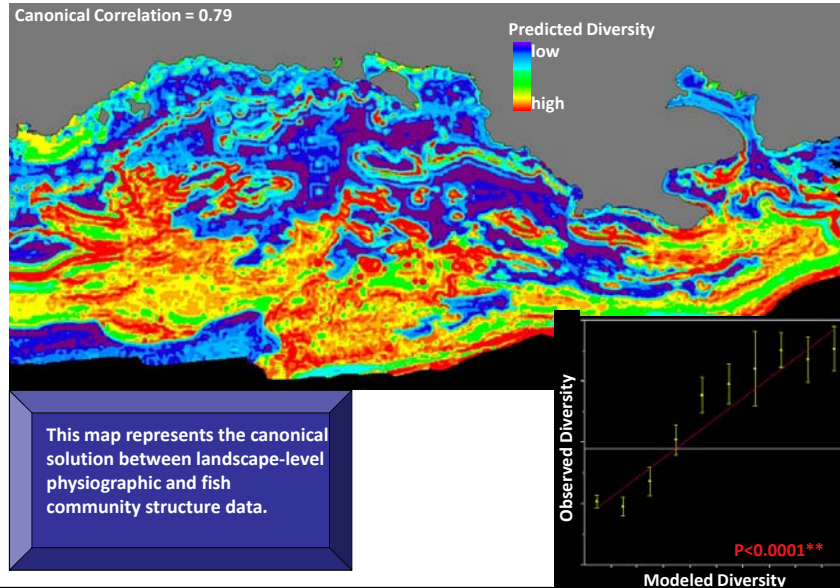 Canonical Correlation = 0.79
Predicted Diversity
low
high
This map represents the canonical
solution between landscape-level
physiographic and fish
community structure data.
Observed Diversity
P<0.0001**
Modeled Diversity